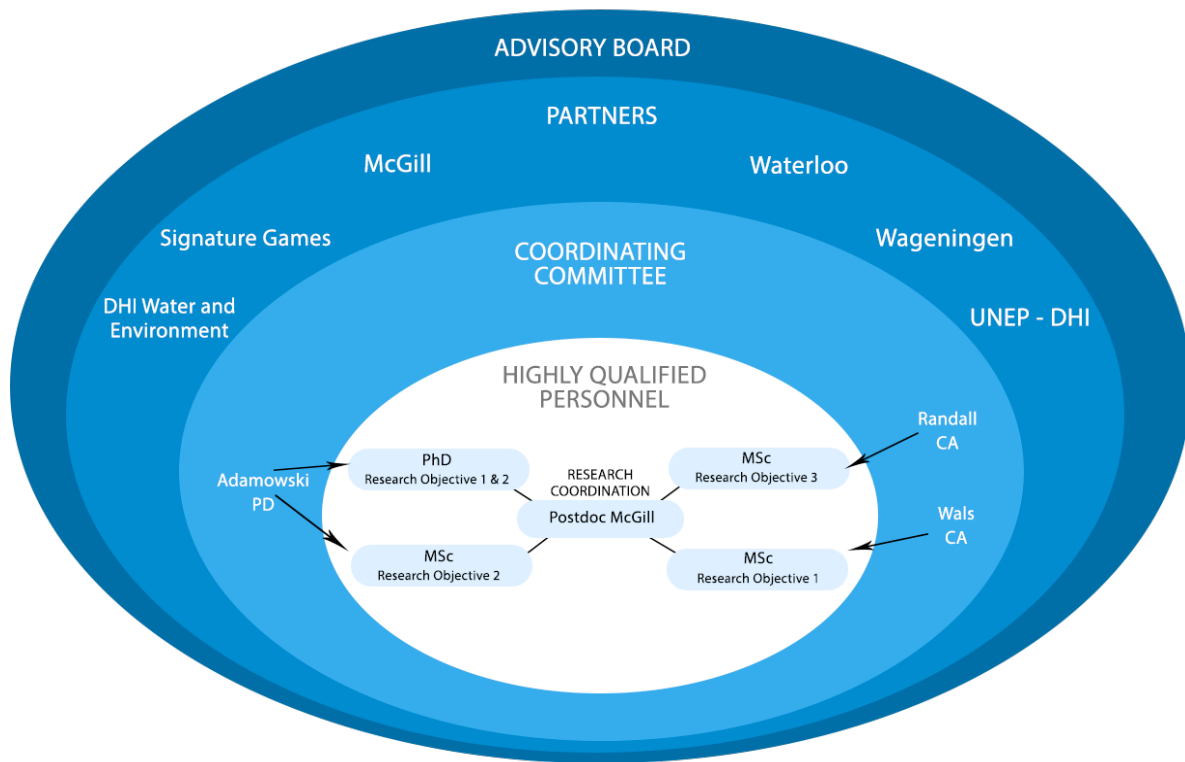 ADVISORY BOARD
PARTNERS
McGill
Waterloo
Signature Games
Wageningen
DHI Water and
Environment
UNEP - DHI
COORDINATING
COMMITTEE
HIGHLY QUALIFIED
PERSONNEL
Adamowski
PD
Randall
CA
Wals
CA
PhD
Research Objective 1 & 2
MSc
Research Objective 3
RESEARCH
COORDINATION
Postdoc McGill
MSc
Research Objective 2
MSc
Research Objective 1